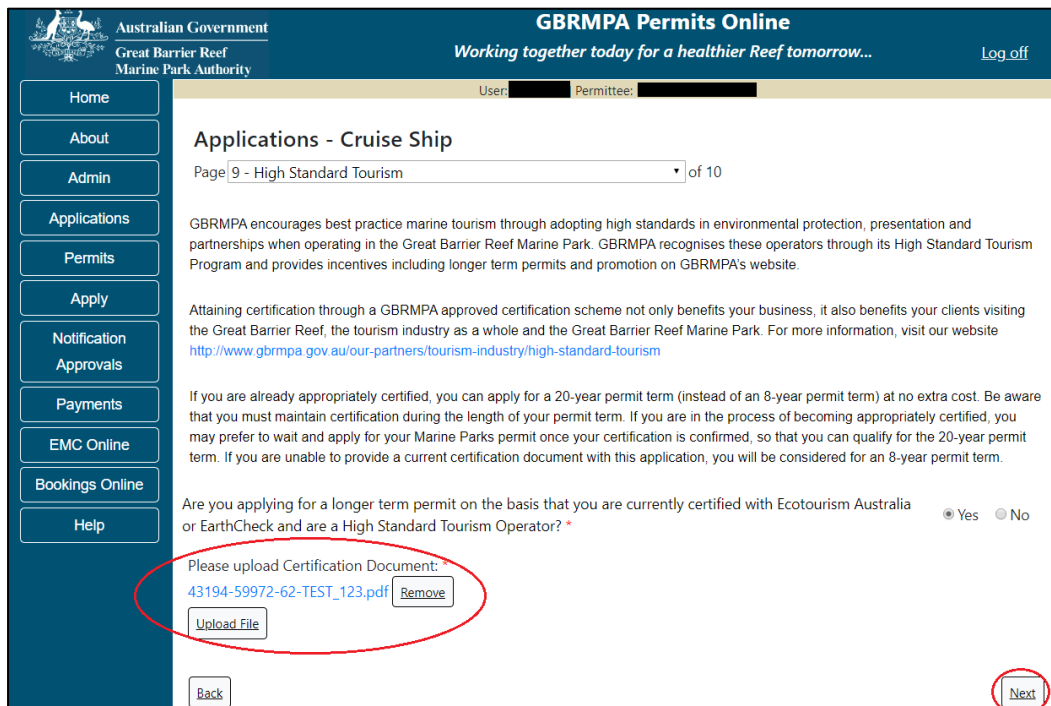 Australian Government
Great Barrier Reef
Marine Park Authority
GBRMPA Permits Online
Working together today for a healthier Reef tomorrow...
Log off
User: Permittee:
Home
About
Admin
Applications
Permits
Apply
Notification
Approvals
Payments
EMC Online
Bookings Online
Help
Applications - Cruise Ship
Page 9 - High Standard Tourism of 10
GBRMPA encourages best practice marine tourism through adopting high standards in environmental protection, presentation and
partnerships when operating in the Great Barrier Reef Marine Park. GBRMPA recognises these operators through its High Standard Tourism
Program and provides incentives including longer term permits and promotion on GBRMPA's website.
Attaining certification through a GBRMPA approved certification scheme not only benefits your business, it also benefits your clients visiting
the Great Barrier Reef, the tourism industry as a whole and the Great Barrier Reef Marine Park. For more information, visit our website
http://www.gbrmpa.gov.au/our-partners/tourism-industry/high-standard-tourism
If you are already appropriately certified, you can apply for a 20-year permit term (instead of an 8-year permit term) at no extra cost. Be aware
that you must maintain certification during the length of your permit term. If you are in the process of becoming appropriately certified, you
may prefer to wait and apply for your Marine Parks permit once your certification is confirmed, so that you can qualify for the 20-year permit
term. If you are unable to provide a current certification document with this application, you will be considered for an 8-year permit term.
Are you applying for a longer term permit on the basis that you are currently certified with Ecotourism Australia
or EarthCheck and are a High Standard Tourism Operator? *
Yes No
Please upload Certification Document: *
43194-59972-62-TEST_123.pdf Remove
Upload File
Back
Next